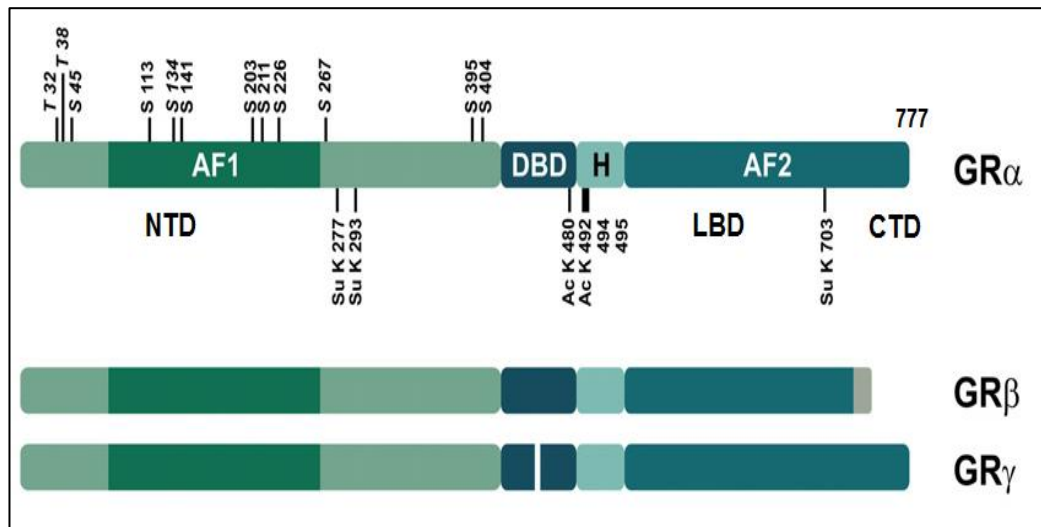 T 32
T 38
S 45
S 113
S 134
S 141
S 203
S 211
S 226
S 267
S 395
S 404
777
AF1
DBD
H
AF2
GRα
NTD
LBD
CTD
Su K 277
Su K 293
Ac K 480
Ac K 492
494
495
Su K 703
GRβ
GRγ